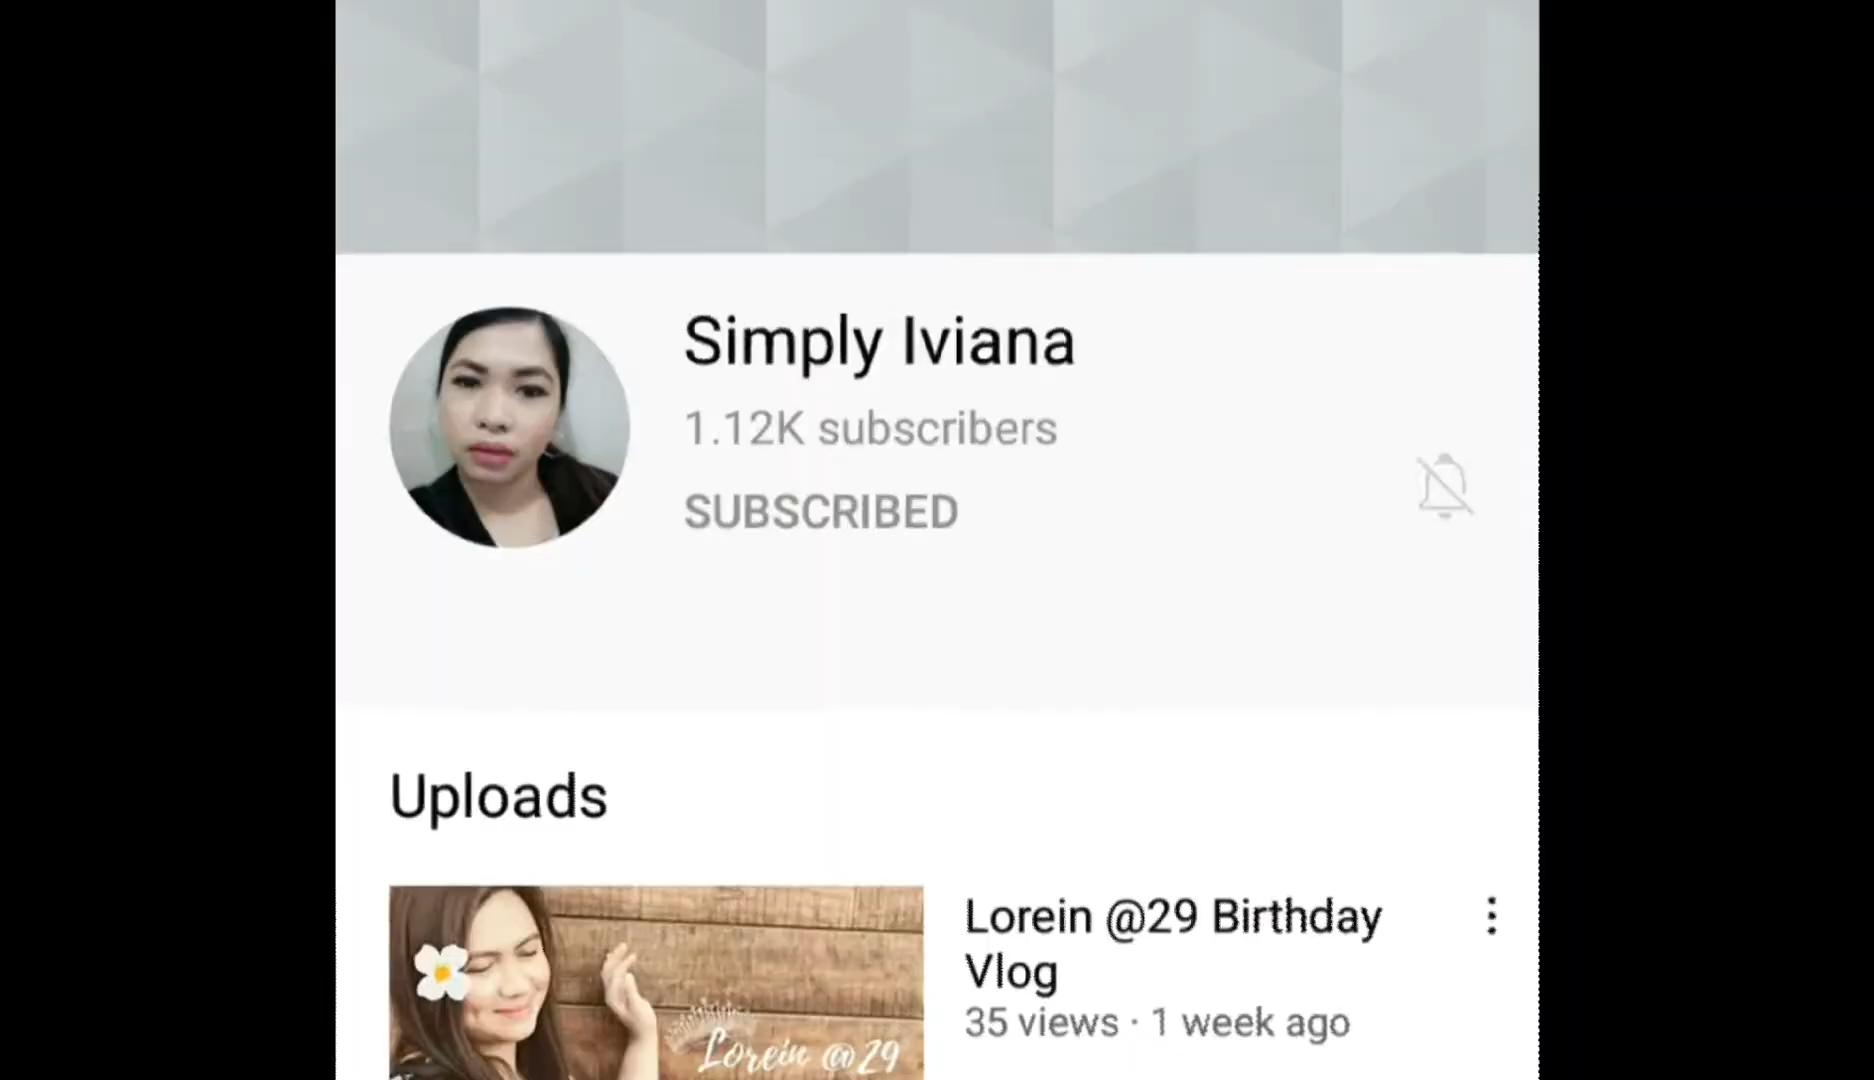 Simply Iviana
1.12K subscribers
SUBSCRIBED
Uploads
Lorein @29 Birthday
Vlog
35 views · 1 week ago
Lorein @29